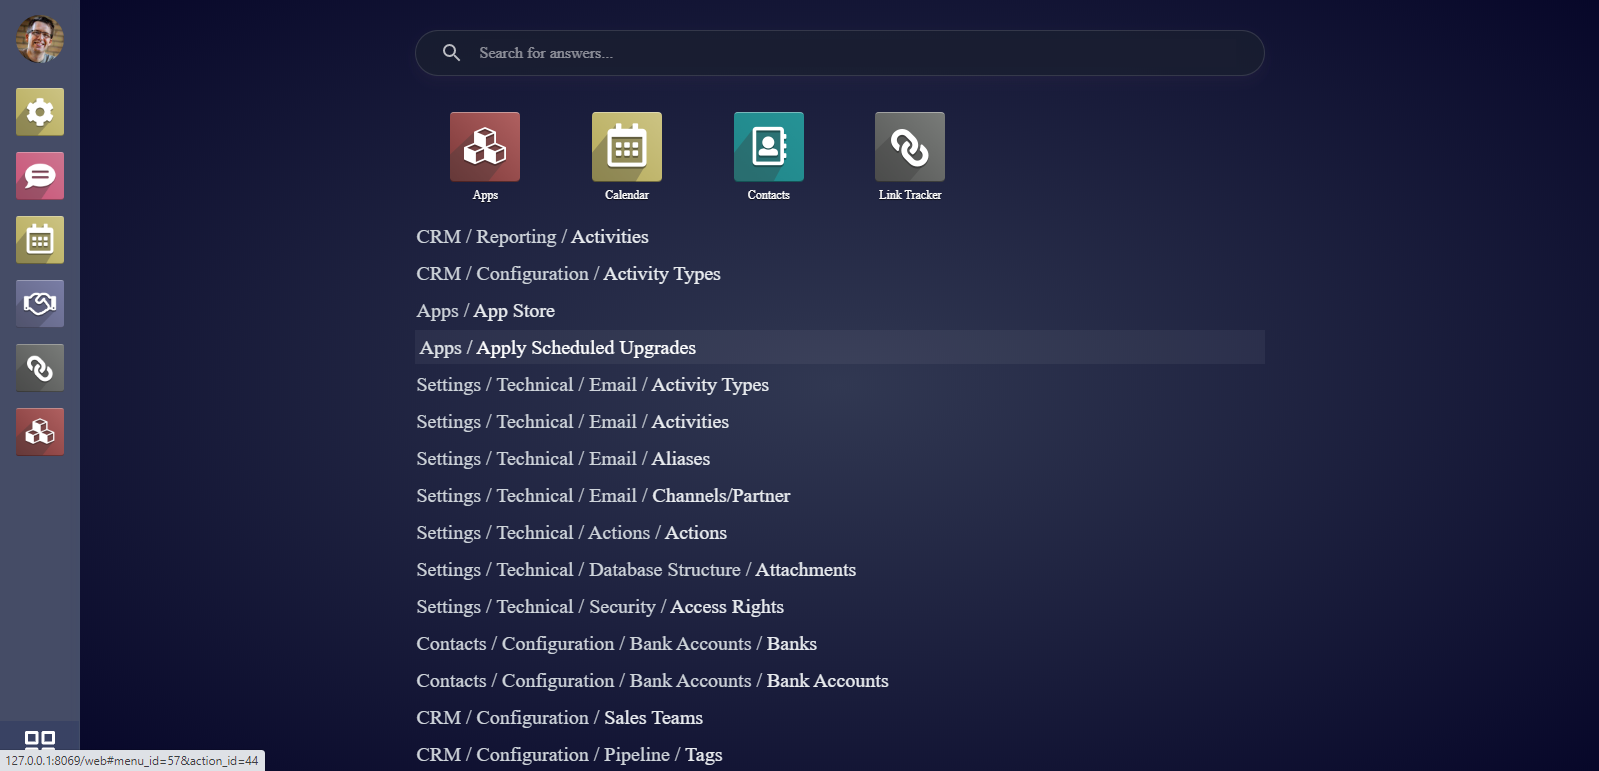 Search for answers...
Apps
Calendar
Contacts
Link Tracker
CRM / Reporting / Activities
CRM / Configuration / Activity Types
Apps / App Store
Apps / Apply Scheduled Upgrades
Settings / Technical / Email / Activity Types
Settings / Technical / Email / Activities
Settings / Technical / Email / Aliases
Settings / Technical / Email / Channels/Partner
Settings / Technical / Actions / Actions
Settings / Technical / Database Structure / Attachments
Settings / Technical / Security / Access Rights
Contacts / Configuration / Bank Accounts / Banks
Contacts / Configuration / Bank Accounts / Bank Accounts
CRM / Configuration / Sales Teams
CRM / Configuration / Pipeline / Tags
127.0.0.1:8069/web#menu_id=57&action_id=44